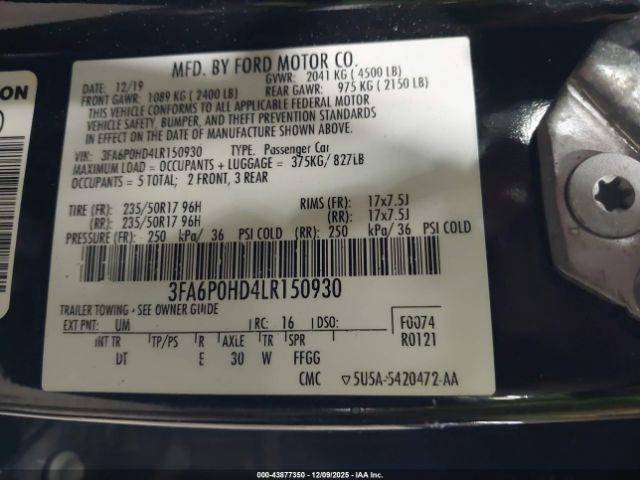 ON
MFD. BY FORD MOTOR CO.
DATE: 12/19 GVWR: 2041 KG ( 4500 LB)
FRONT GAWR: 1089 KG ( 2400 LB) REAR GAWR: 975 KG ( 2150 LB)
THIS VEHICLE CONFORMS TO ALL APPLICABLE FEDERAL MOTOR
VEHICLE SAFETY, BUMPER, AND THEFT PREVENTION STANDARDS IN
EFFECT ON THE DATE OF MANUFACTURE SHOWN ABOVE.
VIN: 3FA6P0HD4LR150930 TYPE: Passenger Car
MAXIMUM LOAD = OCCUPANTS + LUGGAGE = 375KG/ 827LB
OCCUPANTS = 5 TOTAL; 2 FRONT, 3 REAR
TIRE (FR): 235/50R17 96H RIMS (FR): 17x7.5J
(RR): 235/50R17 96H (RR): 17x7.5J
PRESSURE (FR): 250 kPa/ 36 PSI COLD (RR): 250 kPa/ 36 PSI COLD
3FA6P0HD4LR150930
TRAILER TOWING - SEE OWNER GUIDE
EXT PNT: UM RC: 16 DSO: F0074
R0121
INT TR TP/PS R AXLE TR SPR
DT E 30 W FFGG
CMC ▽5U5A-5420472-AA
000-43877350 - 12/09/2025 - IAA Inc.